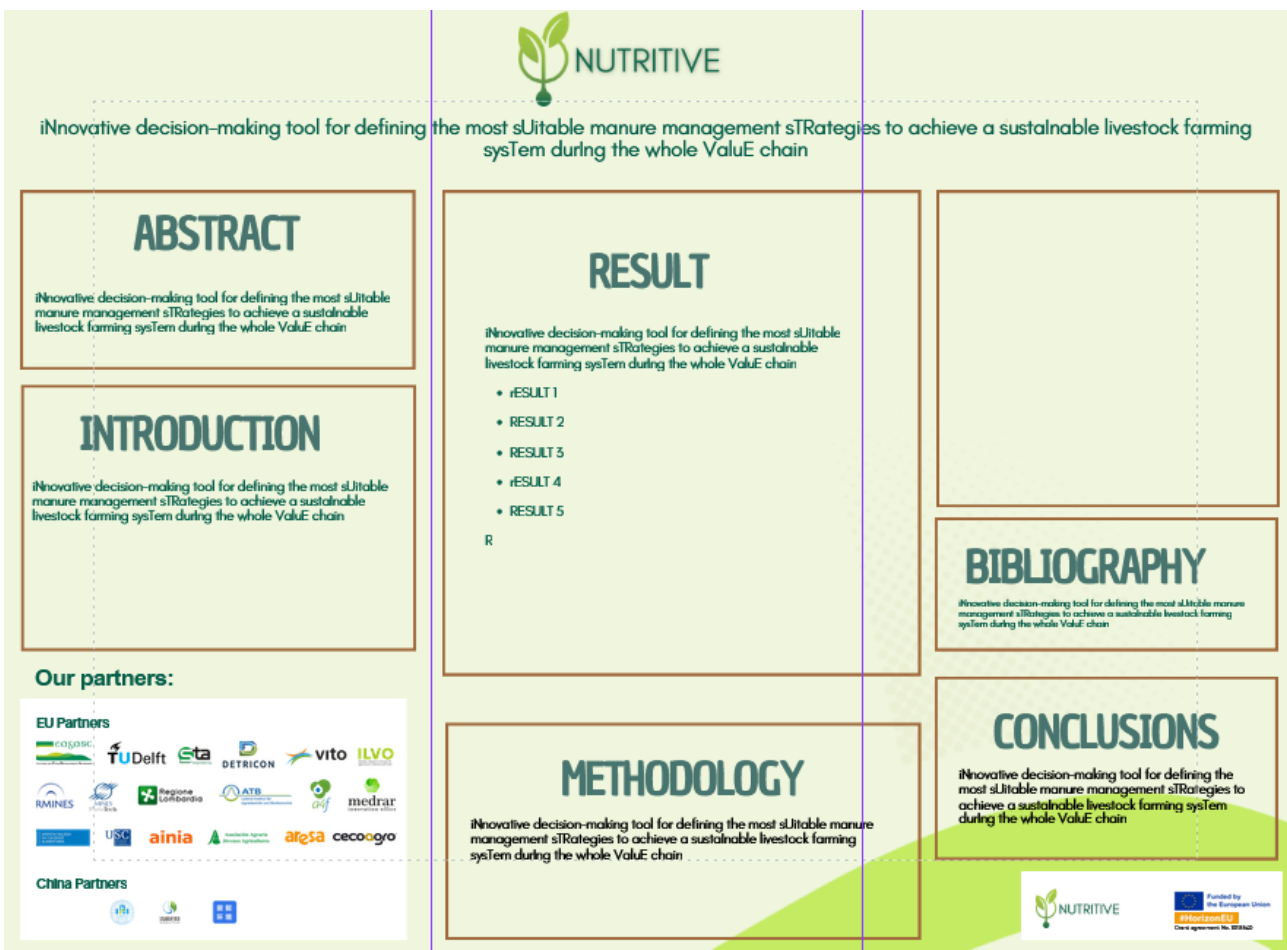 NUTRITIVE
iNnovative decision-making tool for defining the most sUitable manure management sTRategies to achieve a sustaInable livestock farming
sysTem durIng the whole ValuE chain
ABSTRACT
iNnovative decision-making tool for defining the most sUitable
manure management sTRategies to achieve a sustaInable
livestock farming sysTem durIng the whole ValuE chain
INTRODUCTION
iNnovative decision-making tool for defining the most sUitable
manure management sTRategies to achieve a sustaInable
livestock farming sysTem durIng the whole ValuE chain
Our partners:
EU Partners
TUDelft
sta
DETRICON
vito
ILVO
RMINES
Regione
Lombardia
ATB
medrar
USC
ainia
aresa
cecoagro
China Partners
RESULT
iNnovative decision-making tool for defining the most sUitable
manure management sTRategies to achieve a sustaInable
livestock farming sysTem durIng the whole ValuE chain
• rESULT 1
• RESULT 2
• RESULT 3
• rESULT 4
• RESULT 5
R
METHODOLOGY
iNnovative decision-making tool for defining the most sUitable manure
management sTRategies to achieve a sustaInable livestock farming
sysTem durIng the whole ValuE chain
BIBLIOGRAPHY
iNnovative decision-making tool for defining the most sUitable manure
management sTRategies to achieve a sustaInable livestock farming
sysTem durIng the whole ValuE chain
CONCLUSIONS
iNnovative decision-making tool for defining the
most sUitable manure management sTRategies to
achieve a sustaInable livestock farming sysTem
durIng the whole ValuE chain
NUTRITIVE
Funded by
the European Union
#HorizonEU
Grant agreement No.